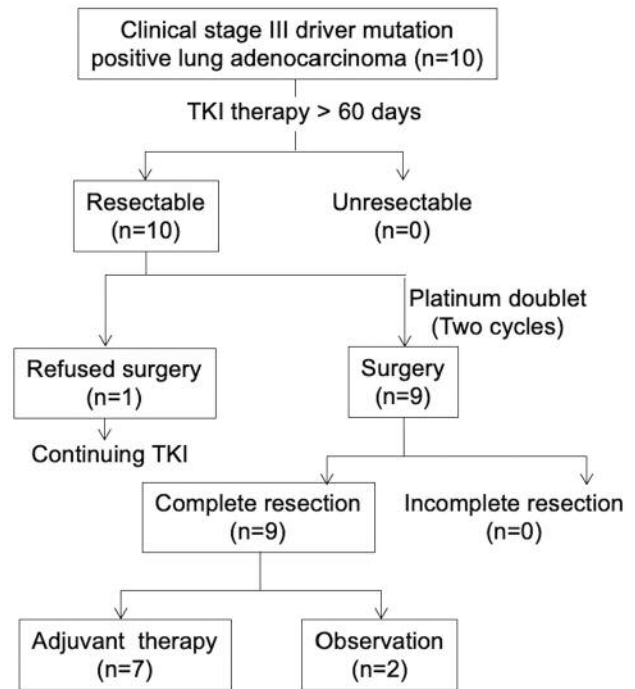 Clinical stage III driver mutation
positive lung adenocarcinoma (n=10)
TKI therapy > 60 days
Resectable
(n=10)
Unresectable
(n=0)
Platinum doublet
(Two cycles)
Refused surgery
(n=1)
Surgery
(n=9)
Continuing TKI
Complete resection
(n=9)
Incomplete resection
(n=0)
Adjuvant therapy
(n=7)
Observation
(n=2)